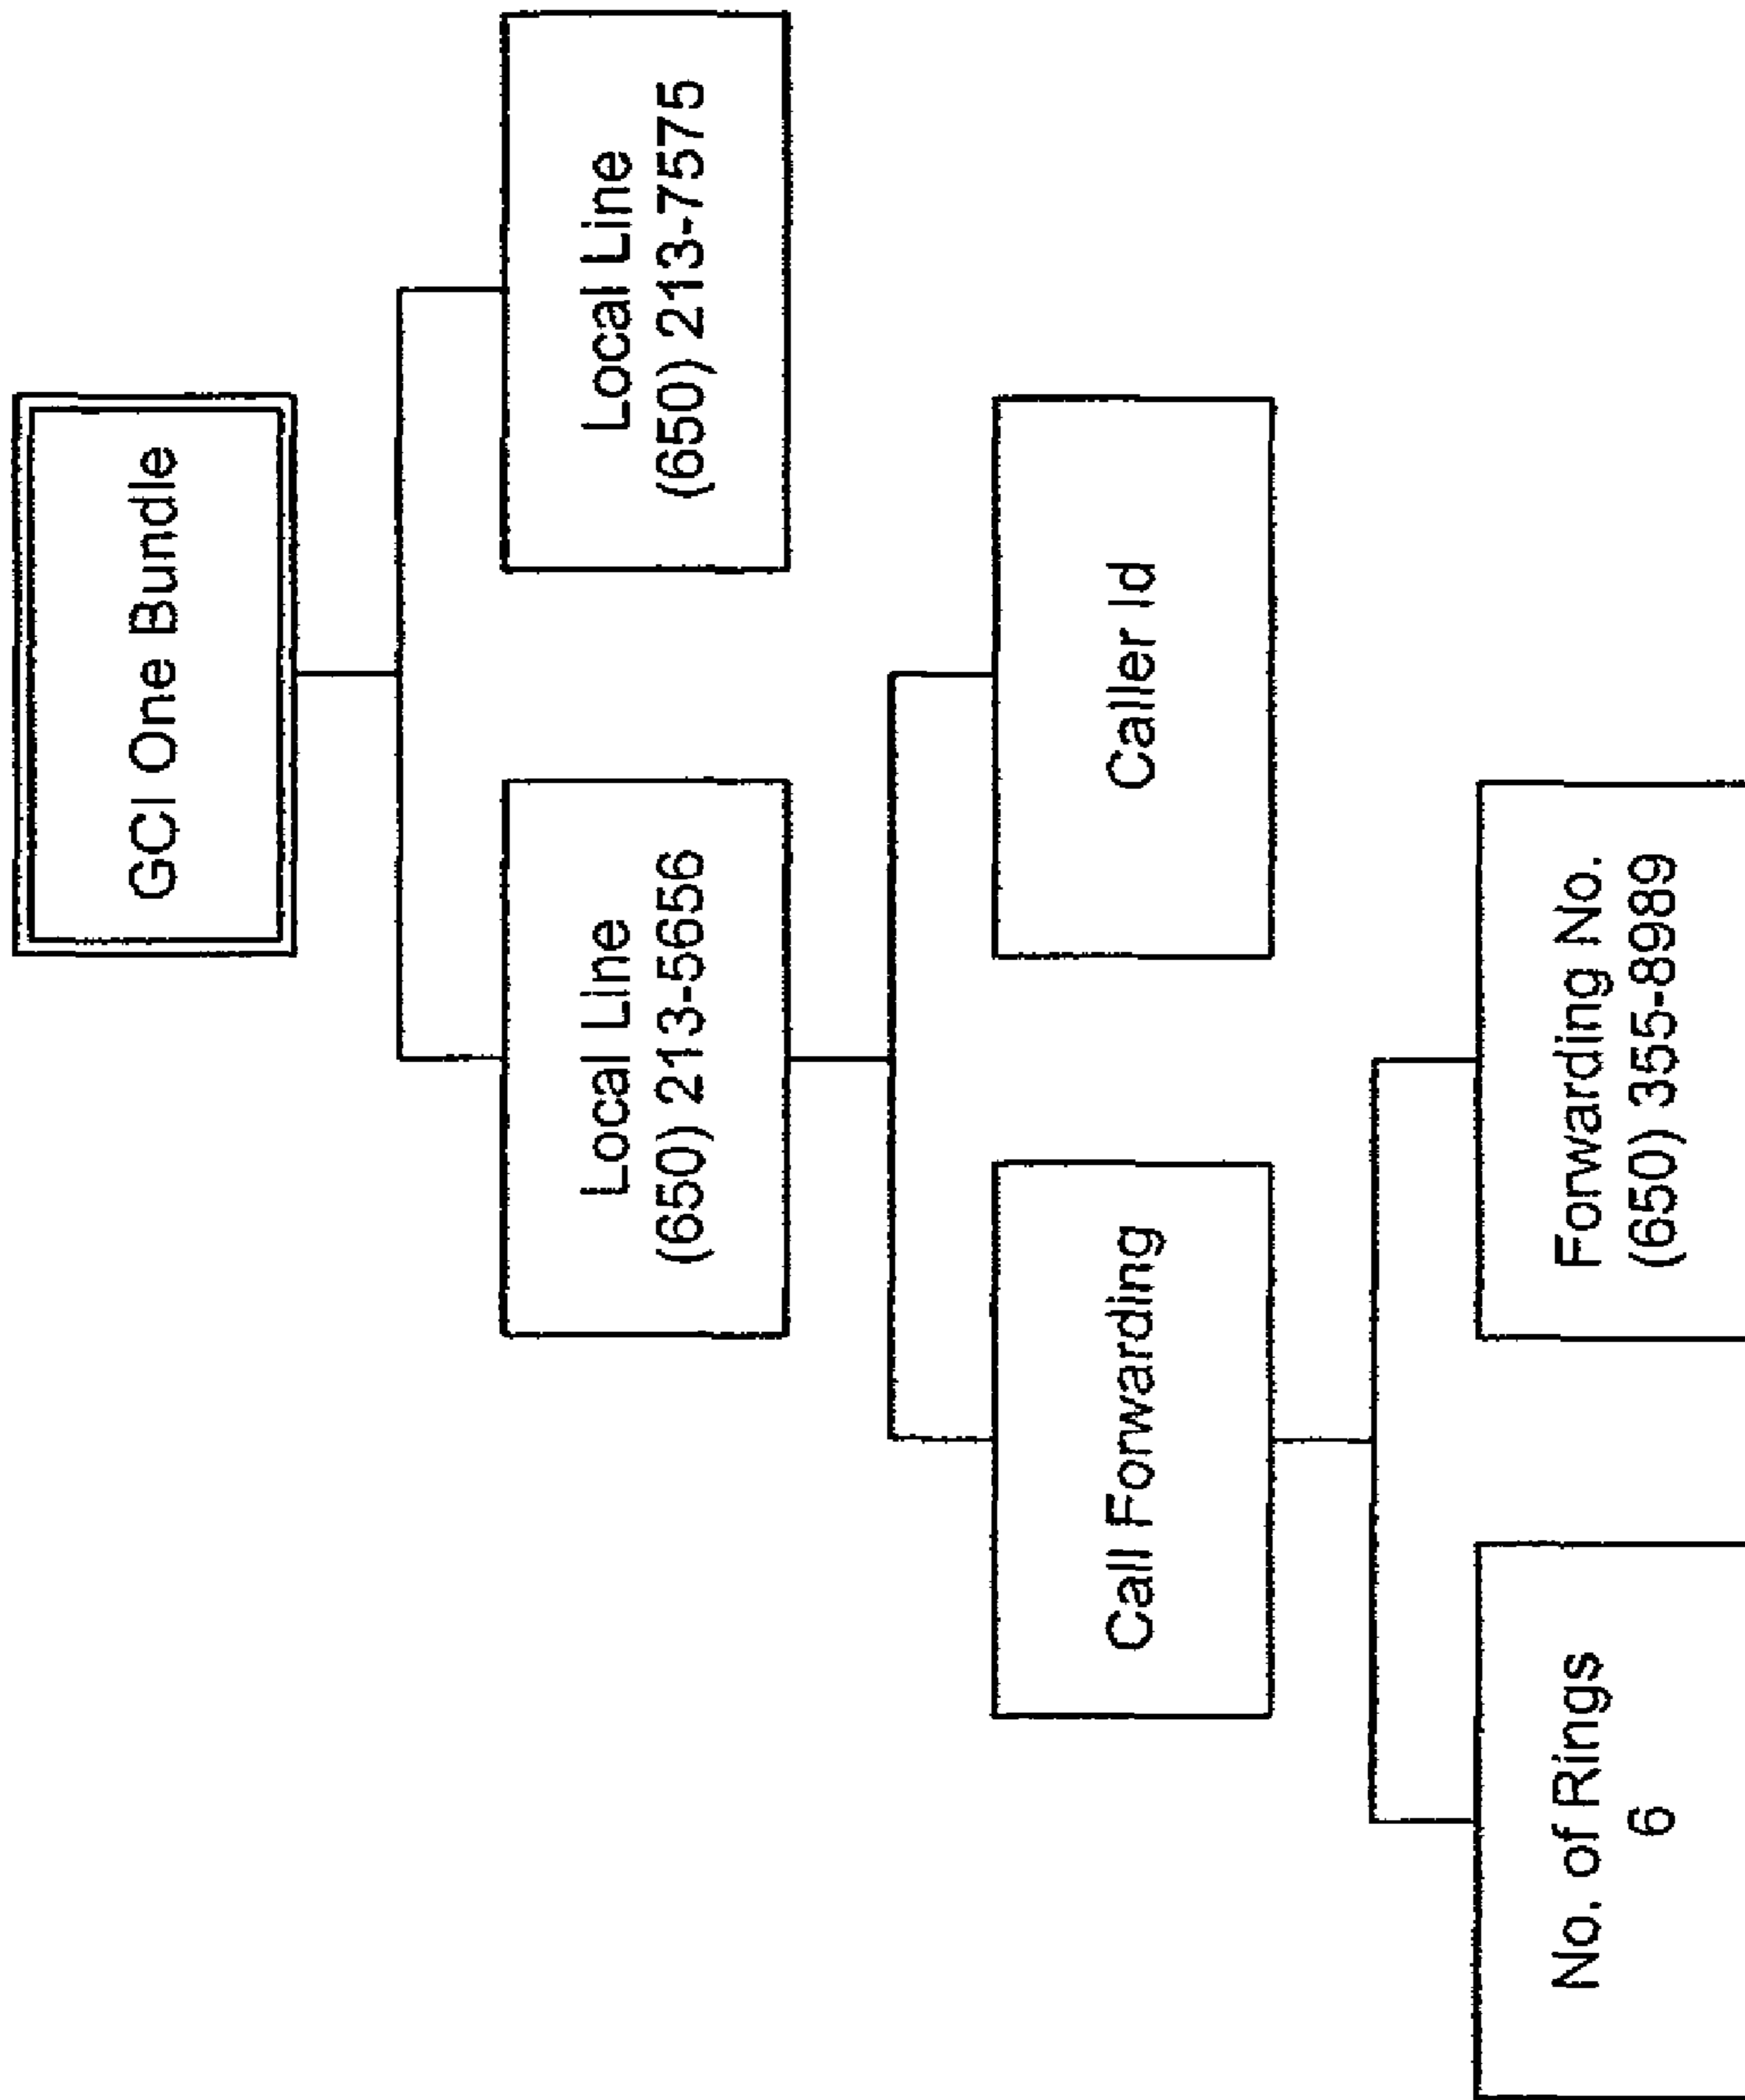 GCI One Bundle
Local Line
(650) 213-5656
Local Line
(650) 213-7575
Call Forwarding
Caller Id
No. of Rings
6
Forwarding No.
(650) 355-8989